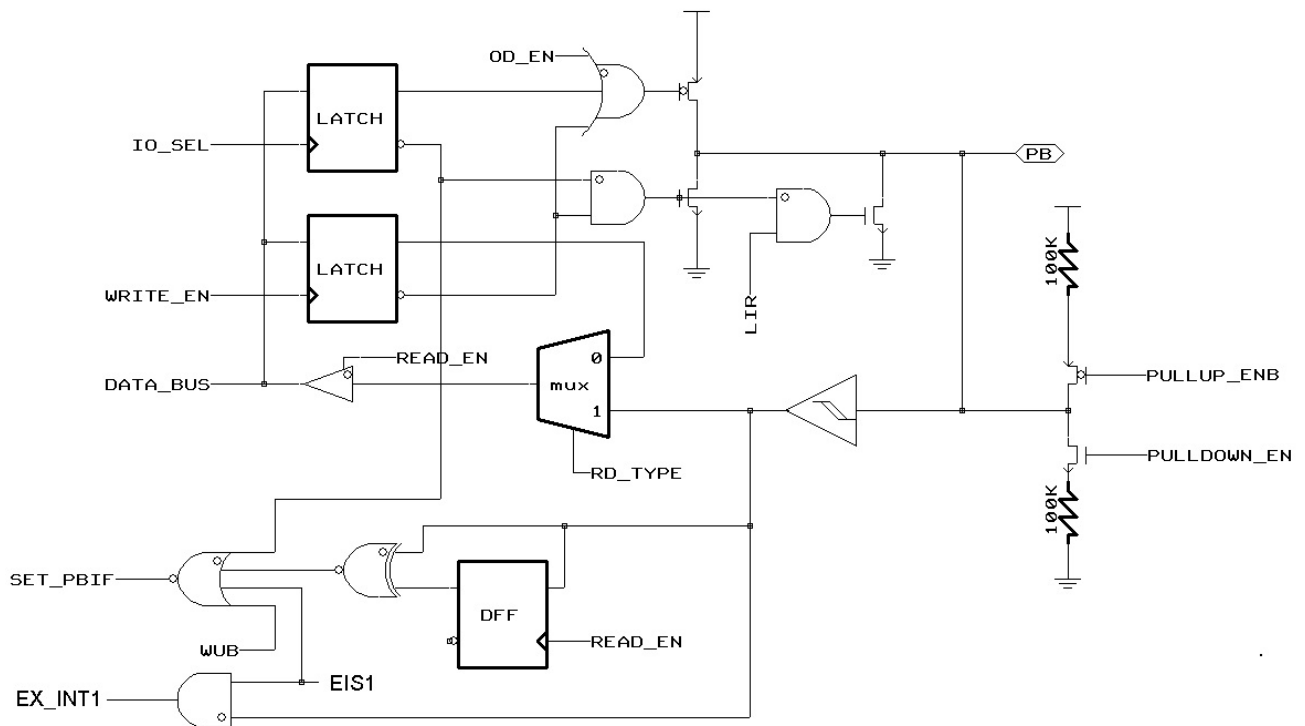 OD_EN
LATCH
IO_SEL
PB
LATCH
WRITE_EN
LIR
100K
READ_EN
0
DATA_BUS
mux
PULLUP_ENB
1
PULLDOWN_EN
RD_TYPE
100K
SET_PBIF
DFF
READ_EN
WUB
EIS1
EX_INT1